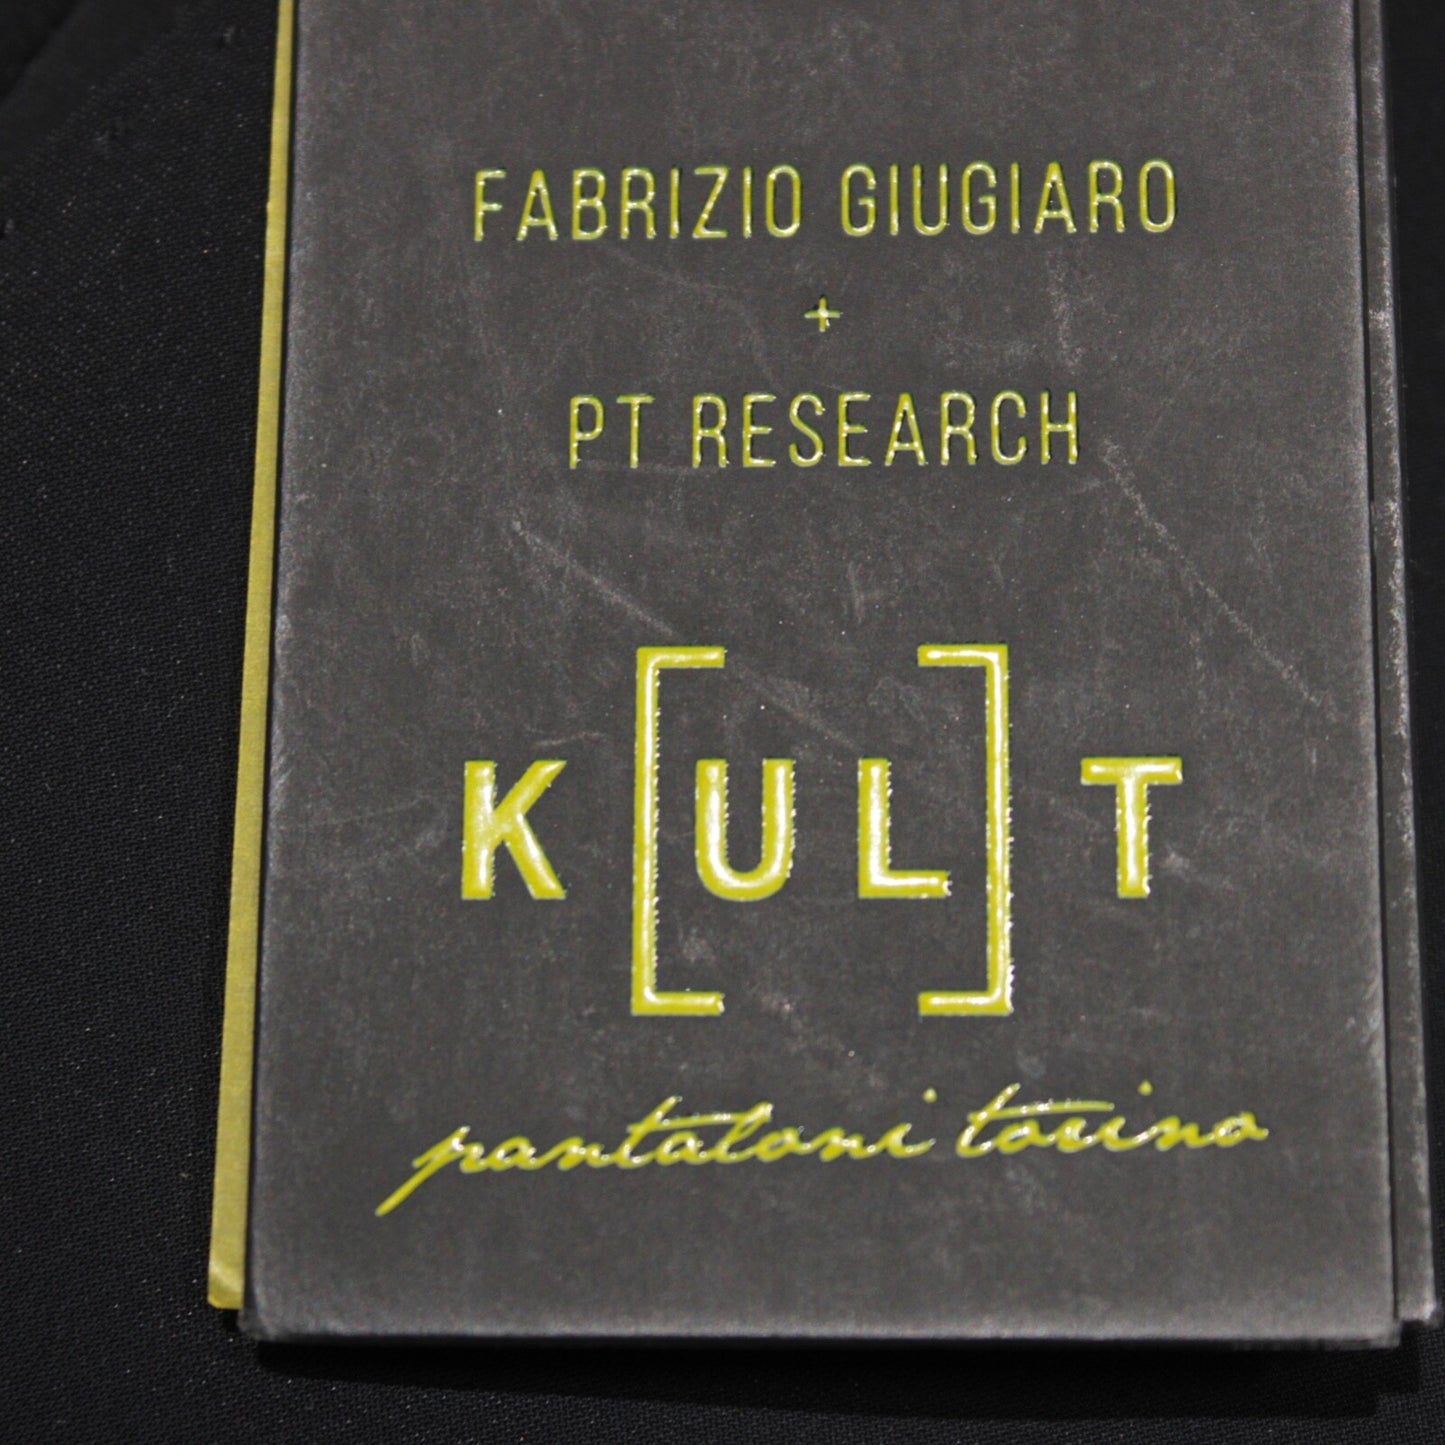 FABRIZIO GIUGIARO
+
PT RESEARCH
K[UL]T
pantaloni torino